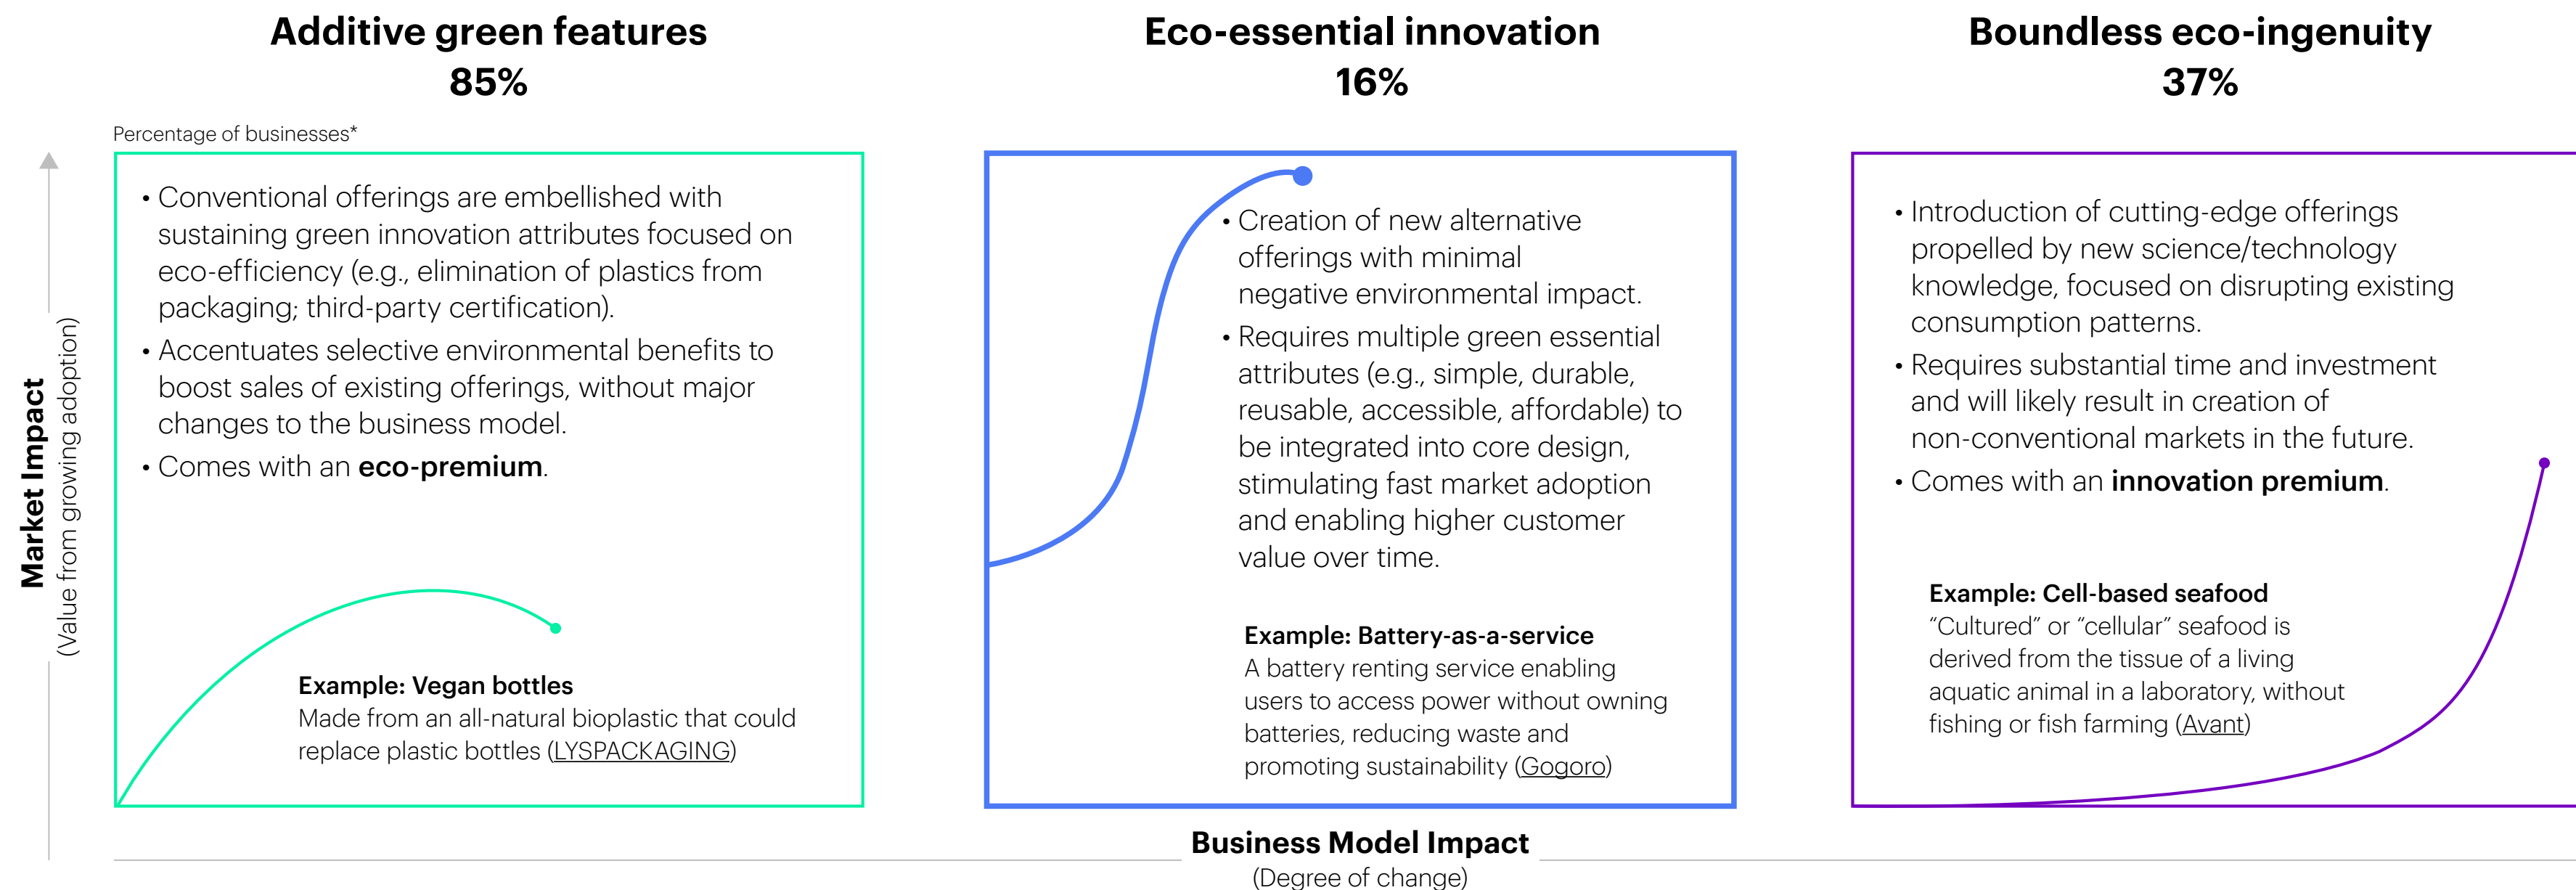 Additive green features
85%
Percentage of businesses*
Market Impact
(Value from growing adoption)
• Conventional offerings are embellished with
sustaining green innovation attributes focused on
eco-efficiency (e.g., elimination of plastics from
packaging; third-party certification).
• Accentuates selective environmental benefits to
boost sales of existing offerings, without major
changes to the business model.
• Comes with an eco-premium.
Example: Vegan bottles
Made from an all-natural bioplastic that could
replace plastic bottles (LYSPACKAGING)
Eco-essential innovation
16%
• Creation of new alternative
offerings with minimal
negative environmental impact.
• Requires multiple green essential
attributes (e.g., simple, durable,
reusable, accessible, affordable) to
be integrated into core design,
stimulating fast market adoption
and enabling higher customer
value over time.
Example: Battery-as-a-service
A battery renting service enabling
users to access power without owning
batteries, reducing waste and
promoting sustainability (Gogoro)
Boundless eco-ingenuity
37%
• Introduction of cutting-edge offerings
propelled by new science/technology
knowledge, focused on disrupting existing
consumption patterns.
• Requires substantial time and investment
and will likely result in creation of
non-conventional markets in the future.
• Comes with an innovation premium.
Example: Cell-based seafood
“Cultured” or “cellular” seafood is
derived from the tissue of a living
aquatic animal in a laboratory, without
fishing or fish farming (Avant)
Business Model Impact
(Degree of change)